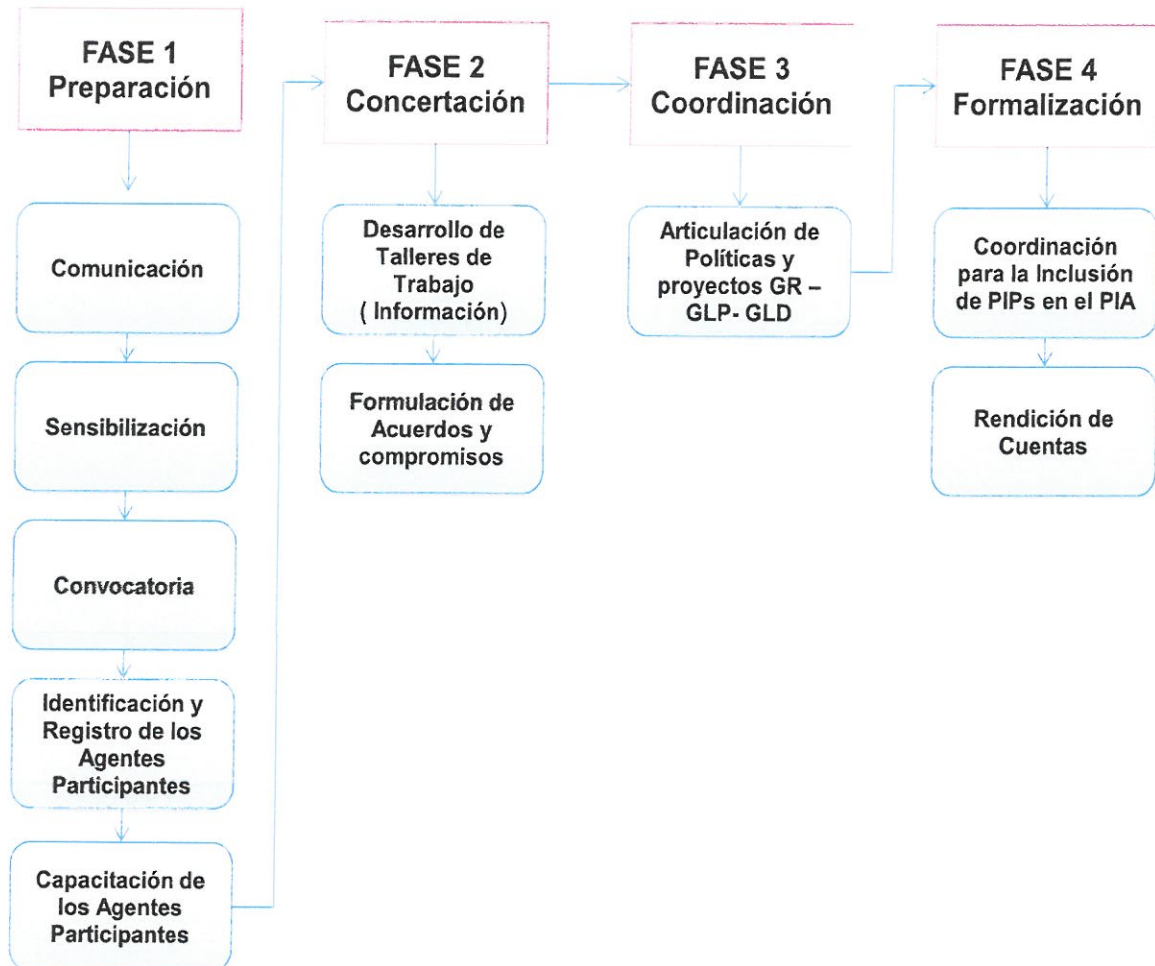 FASE 1
Preparación
Comunicación
Sensibilización
Convocatoria
Identificación y
Registro de los
Agentes
Participantes
Capacitación de
los Agentes
Participantes
FASE 2
Concertación
Desarrollo de
Talleres de
Trabajo
( Información)
Formulación de
Acuerdos y
compromisos
FASE 3
Coordinación
Articulación de
Políticas y
proyectos GR –
GLP- GLD
FASE 4
Formalización
Coordinación
para la Inclusión
de PIPs en el PIA
Rendición de
Cuentas